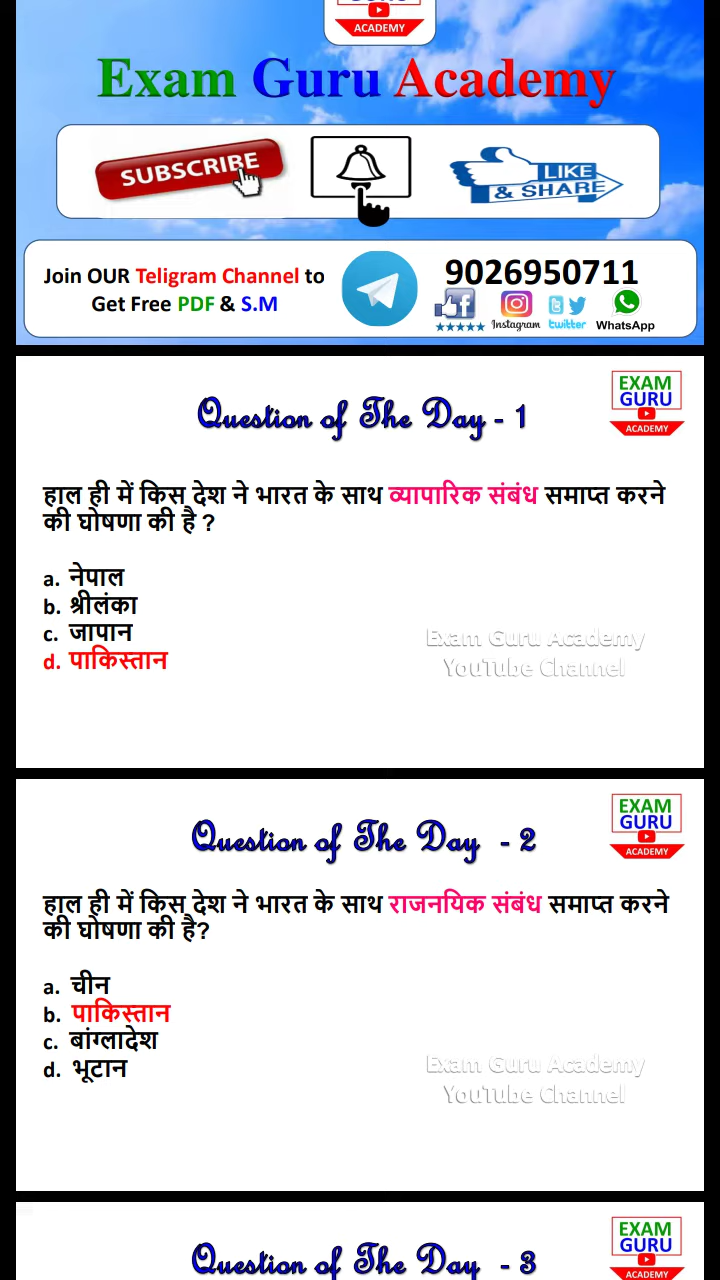 ACADEMY
Exam Guru Academy
SUBSCRIBE
LIKE
& SHARE
Join OUR Teligram Channel to
Get Free PDF & S.M
9026950711
Instagram
twitter
WhatsApp
EXAM
GURU
ACADEMY
Question of The Day - 1
हाल ही में किस देश ने भारत के साथ व्यापारिक संबंध समाप्त करने
की घोषणा की है ?
a. नेपाल
b. श्रीलंका
c. जापान
d. पाकिस्तान
Exam Guru Academy
YouTube Channel
EXAM
GURU
ACADEMY
Question of The Day - 2
हाल ही में किस देश ने भारत के साथ राजनयिक संबंध समाप्त करने
की घोषणा की है?
a. चीन
b. पाकिस्तान
c. बांग्लादेश
d. भूटान
Exam Guru Academy
YouTube Channel
EXAM
GURU
ACADEMY
Question of The Day - 3